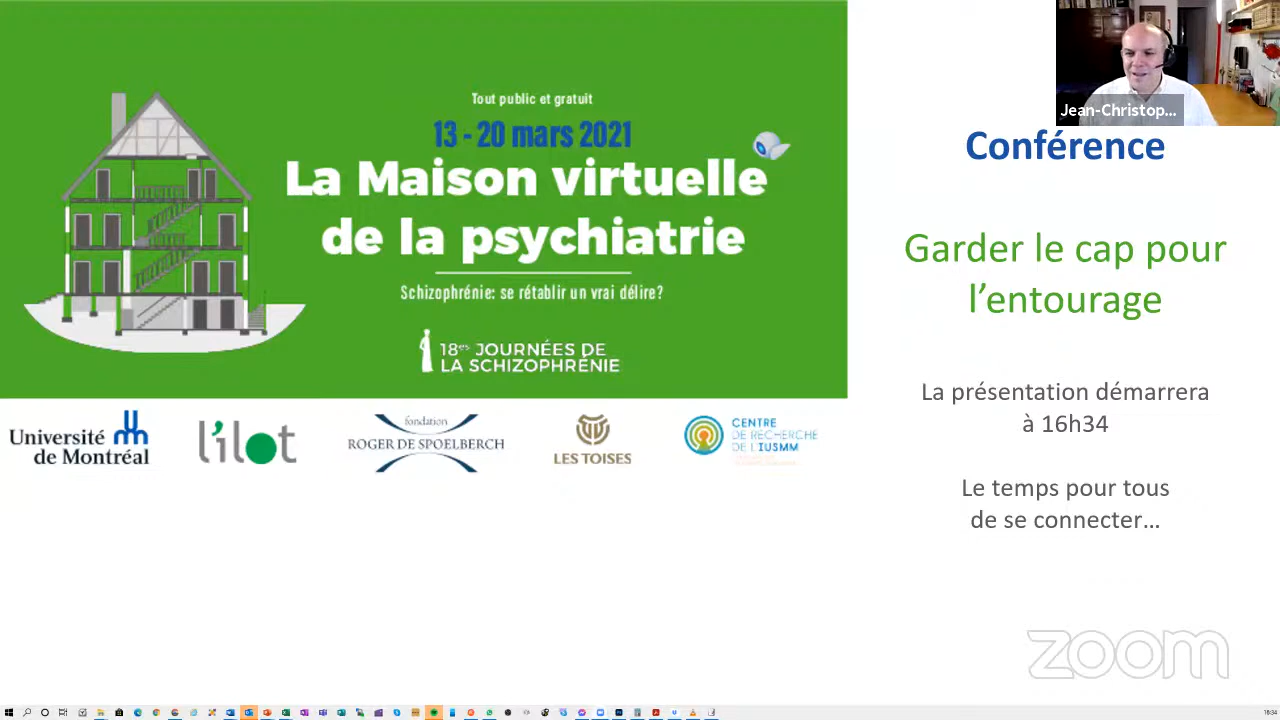 Tout public et gratuit
13 - 20 mars 2021
La Maison virtuelle
de la psychiatrie
Schizophrénie: se rétablir un vrai délire?
18es JOURNÉES DE
LA SCHIZOPHRÉNIE
Université
de Montréal
l'ilot
fondation
ROGER DE SPOELBERCH
LES TOISES
CENTRE
DE RECHERCHE
DE L'IUSMM
Jean-Christop...
Conférence
Garder le cap pour
l'entourage
La présentation démarrera
à 16h34
Le temps pour tous
de se connecter...
zoom
16:34